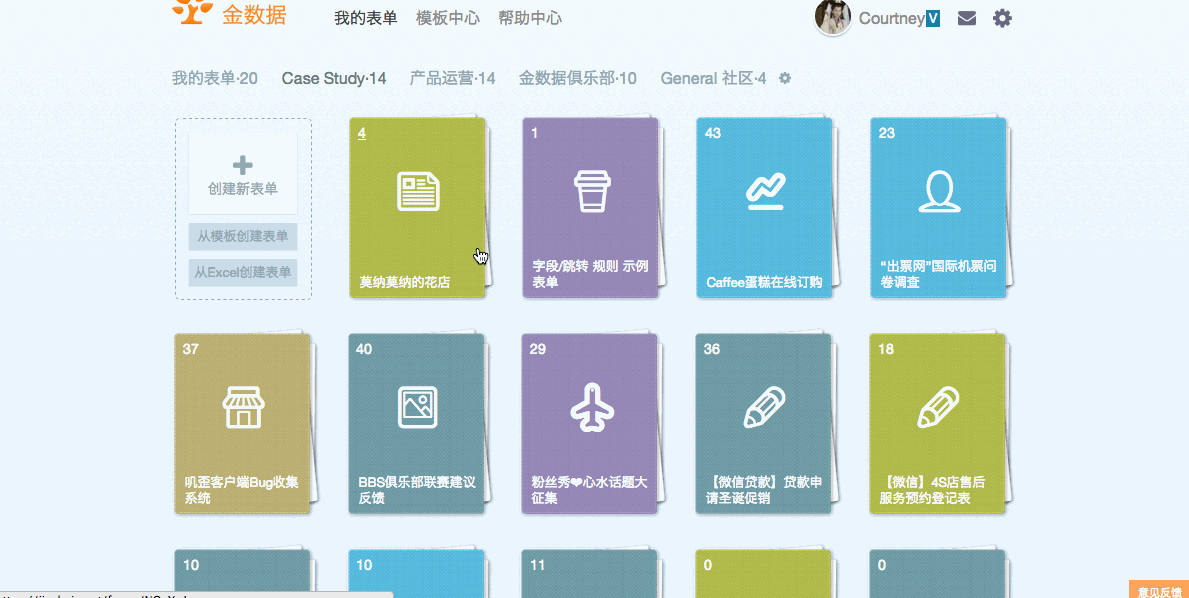 金数据
我的表单 模板中心 帮助中心
Courtney V
我的表单·20 Case Study·14 产品运营·14 金数据俱乐部·10 General 社区·4
创建新表单
从模板创建表单
从Excel创建表单
4
莫纳莫纳的花店
1
字段/跳转 规则 示例
表单
43
Caffee蛋糕在线订购
23
“出票网”国际机票问
卷调查
37
叽歪客户端Bug收集
系统
40
BBS俱乐部联赛建议
反馈
29
粉丝秀❤心水话题大
征集
36
【微信贷款】贷款申
请圣诞促销
18
【微信】4S店售后
服务预约登记表
10
10
11
0
0
意见反馈